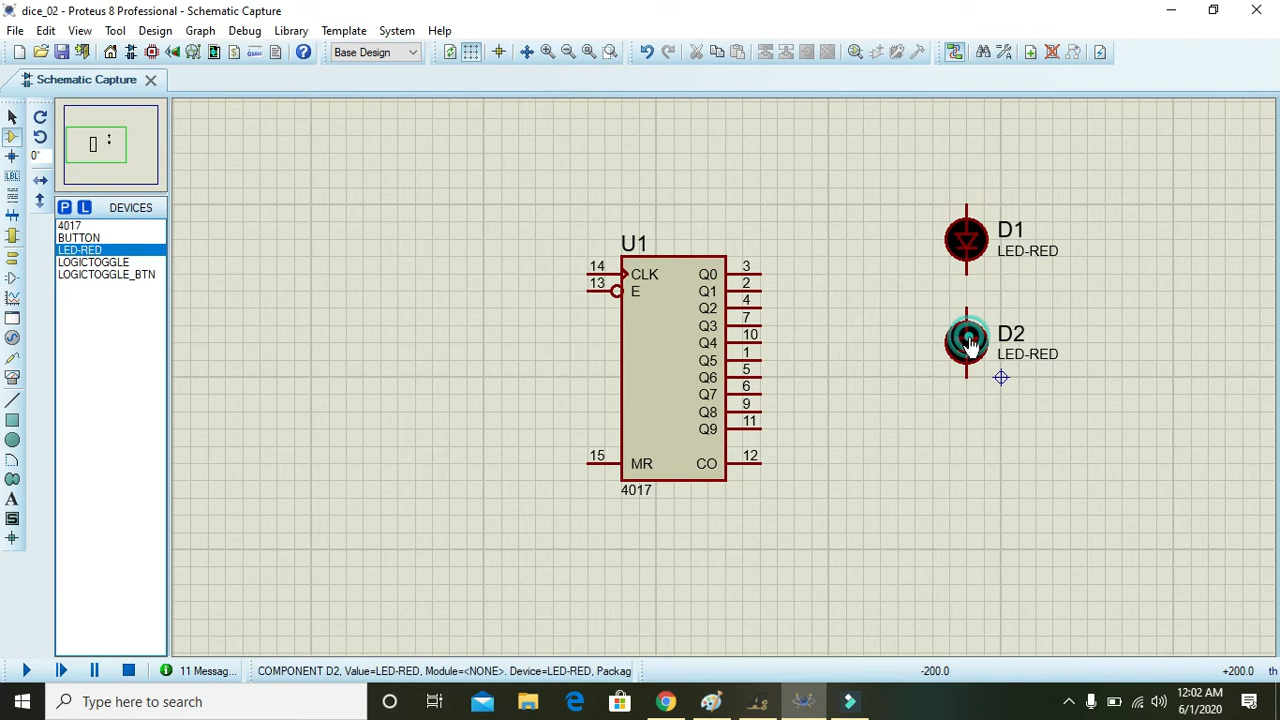 dice_02 - Proteus 8 Professional - Schematic Capture
File Edit View Tool Design Graph Debug Library Template System Help
Base Design
Schematic Capture
0°
P L DEVICES
4017
BUTTON
LED-RED
LOGICTOGGLE
LOGICTOGGLE_BTN
LBL
A
S
U1
14 CLK
13 E
15 MR
Q0 3
Q1 2
Q2 4
Q3 7
Q4 10
Q5 1
Q6 5
Q7 6
Q8 9
Q9 11
CO 12
4017
D1
LED-RED
D2
LED-RED
11 Messag...
COMPONENT D2, Value=LED-RED, Module=<NONE>. Device=LED-RED, Packag
-200.0
+200.0
th
Type here to search
12:02 AM
6/1/2020